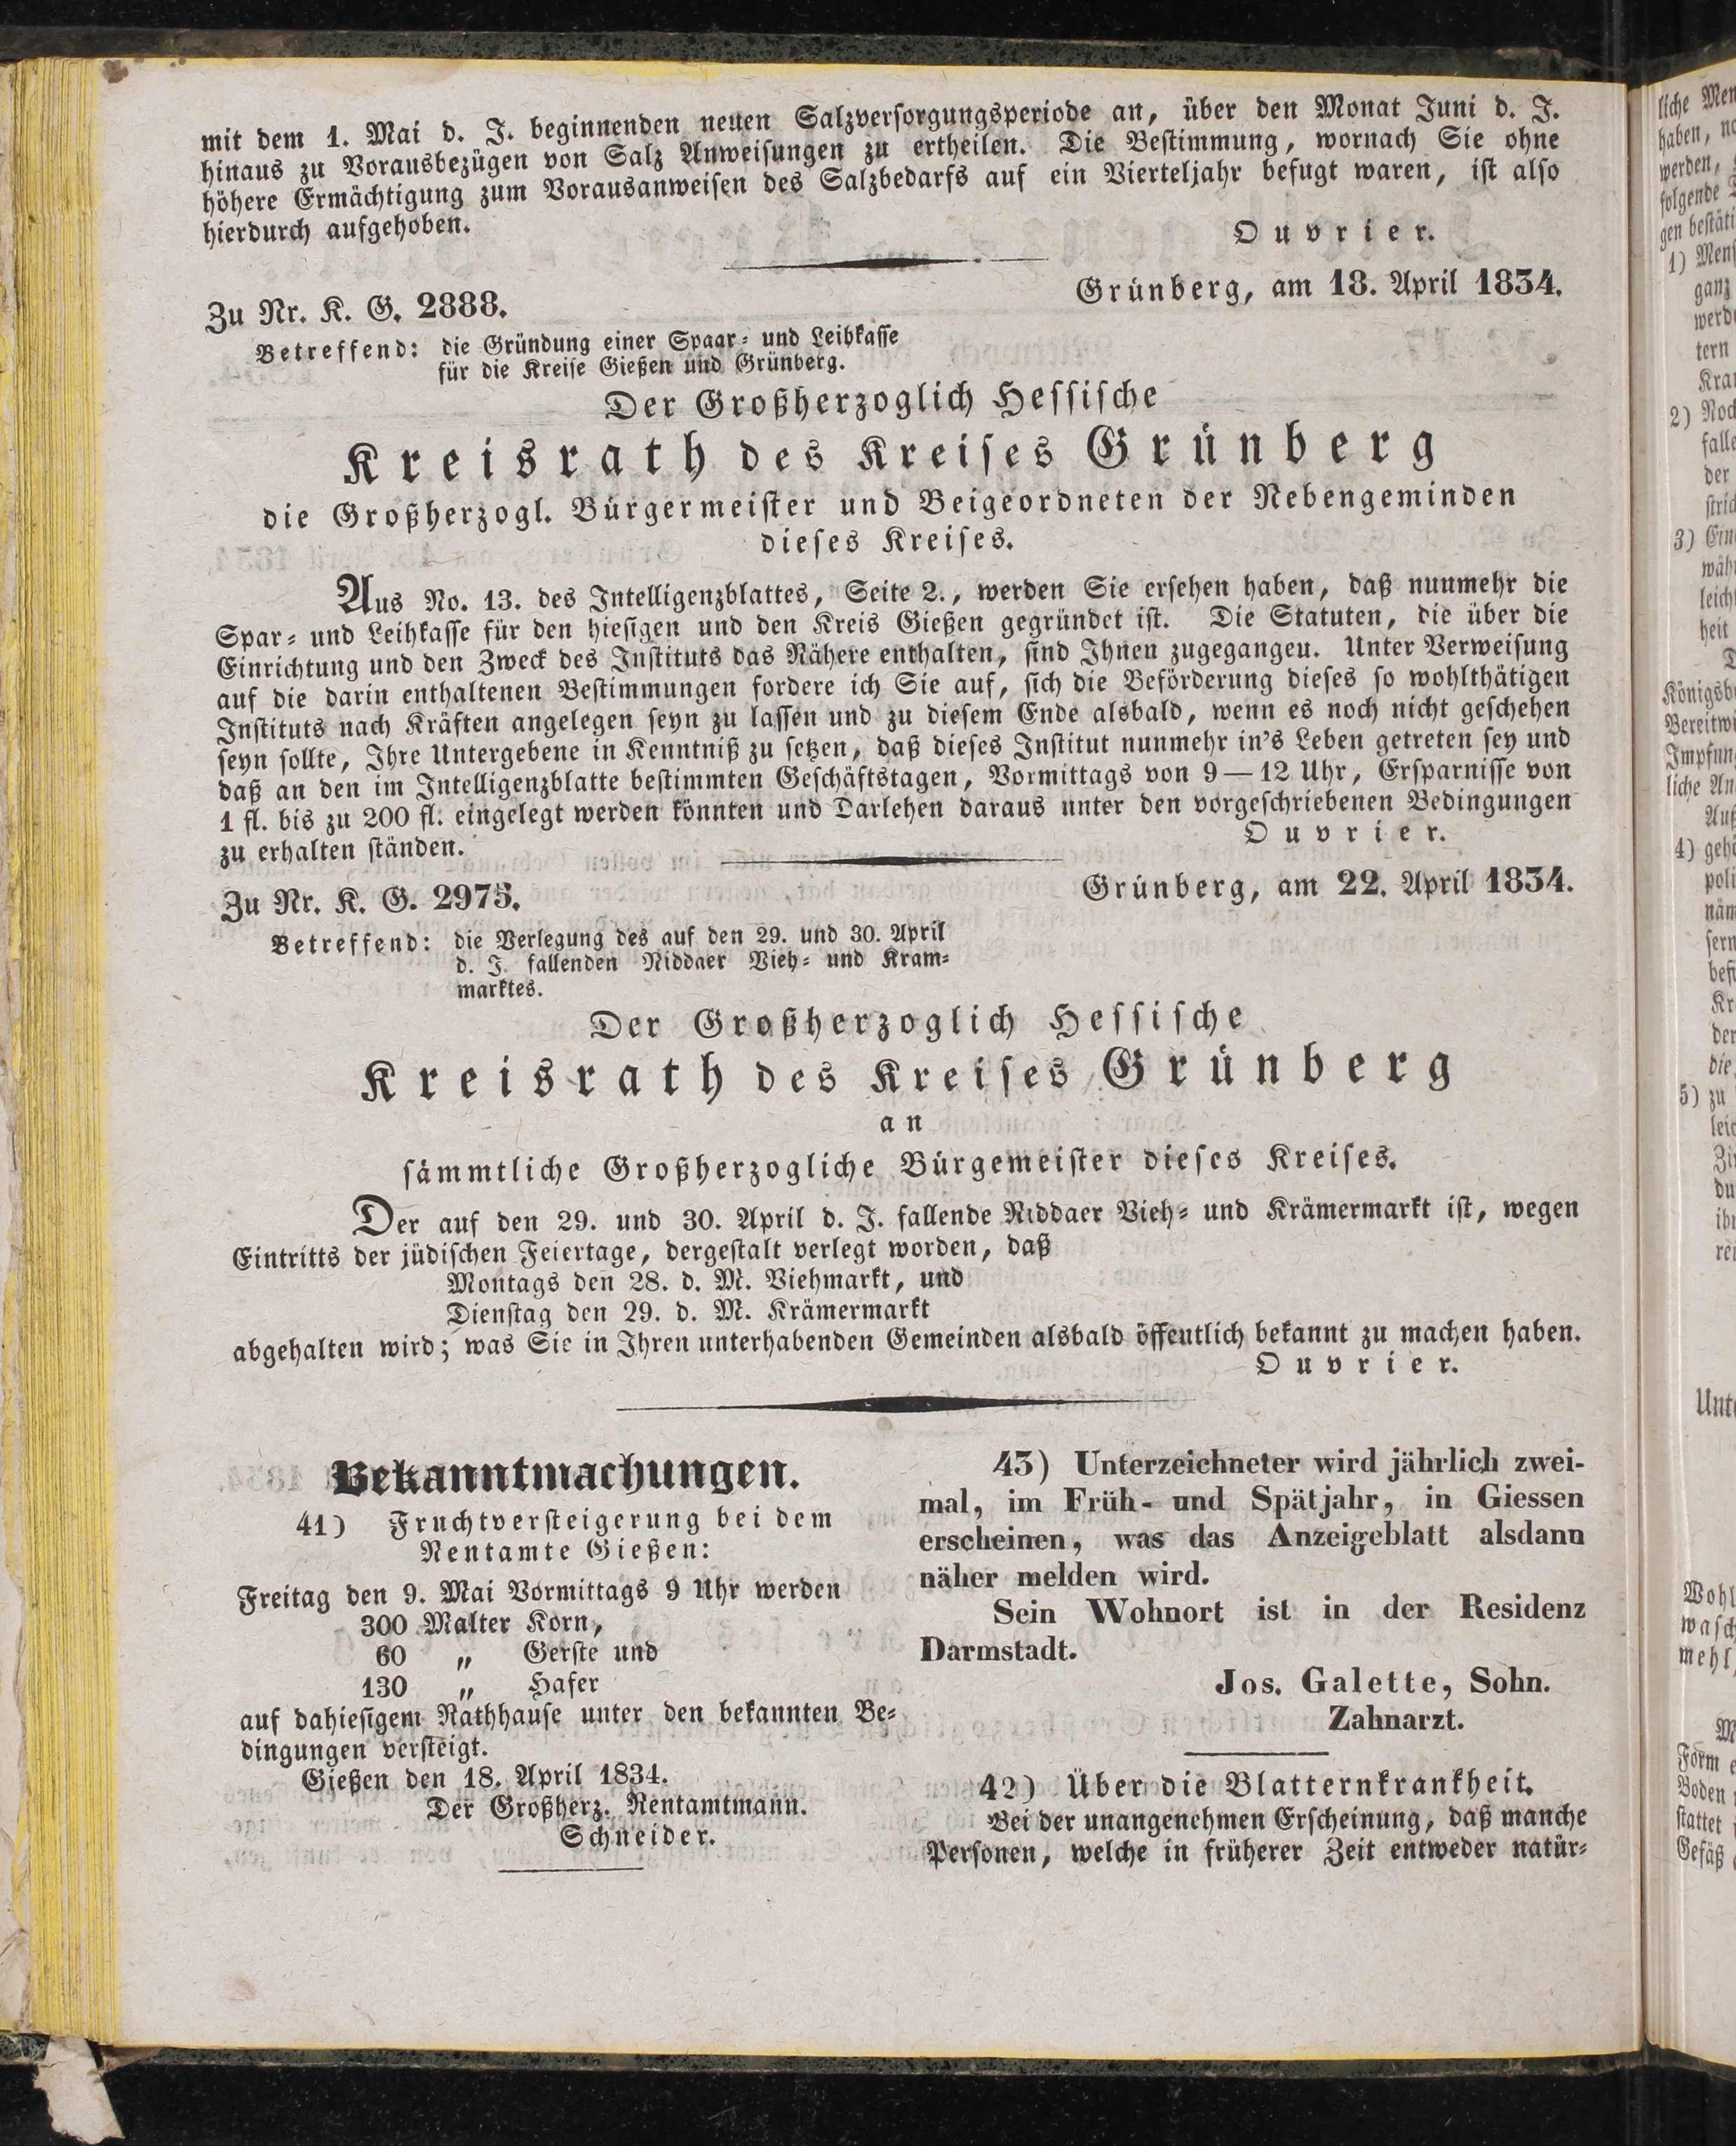 mit dem 1. Mai d. J. beginnenden neuen Salzversorgungsperiode an, über den Monat Juni d. J.
hinaus zu Vorausbezügen von Salz Anweisungen zu ertheilen. Die Bestimmung, wornach Sie ohne
höhere Ermächtigung zum Vorausanweisen des Salzbedarfs auf ein Vierteljahr befugt waren, ist also
hierdurch aufgehoben.
Ouvrier.
Zu Nr. K. G. 2888.
Grünberg, am 18. April 1834.
Betreffend: die Gründung einer Spaar- und Leihkasse
für die Kreise Gießen und Grünberg.
Der Großherzoglich Hessische
Kreisrath des Kreises Grünberg
die Großherzogl. Bürgermeister und Beigeordneten der Nebengeminden
dieses Kreises.
Aus No. 13. des Intelligenzblattes, Seite 2., werden Sie ersehen haben, daß nunmehr die
Spar- und Leihkasse für den hiesigen und den Kreis Gießen gegründet ist. Die Statuten, die über die
Einrichtung und den Zweck des Instituts das Nähere enthalten, sind Ihnen zugegangen. Unter Verweisung
auf die darin enthaltenen Bestimmungen fordere ich Sie auf, sich die Beförderung dieses so wohlthätigen
Instituts nach Kräften angelegen seyn zu lassen und zu diesem Ende alsbald, wenn es noch nicht geschehen
seyn sollte, Ihre Untergebene in Kenntniß zu setzen, daß dieses Institut nunmehr in's Leben getreten sey und
daß an den im Intelligenzblatte bestimmten Geschäftstagen, Vormittags von 9—12 Uhr, Ersparnisse von
1 fl. bis zu 200 fl. eingelegt werden könnten und Darlehen daraus unter den vorgeschriebenen Bedingungen
zu erhalten ständen.
Ouvrier.
Zu Nr. K. G. 2975.
Grünberg, am 22. April 1834.
Betreffend: die Verlegung des auf den 29. und 30. April
d. J. fallenden Niddaer Vieh- und Kram-
marktes.
Der Großherzoglich Hessische
Kreisrath des Kreises Grünberg
an
sämmtliche Großherzogliche Bürgemeister dieses Kreises.
Der auf den 29. und 30. April d. J. fallende Niddaer Vieh- und Krämermarkt ist, wegen
Eintritts der jüdischen Feiertage, dergestalt verlegt worden, daß
Montags den 28. d. M. Viehmarkt, und
Dienstag den 29. d. M. Krämermarkt
abgehalten wird; was Sie in Ihren unterhabenden Gemeinden alsbald öffentlich bekannt zu machen haben.
Ouvrier.
Bekanntmachungen.
41) Fruchtversteigerung bei dem
Rentamte Gießen:
Freitag den 9. Mai Vormittags 9 Uhr werden
300 Malter Korn,
60 „ Gerste und
130 „ Hafer
auf dahiesigem Rathhause unter den bekannten Be-
dingungen versteigt.
Gießen den 18. April 1834.
Der Großherz. Rentamtmann.
Schneider.
43) Unterzeichneter wird jährlich zwei-
mal, im Früh- und Spätjahr, in Giessen
erscheinen, was das Anzeigeblatt alsdann
näher melden wird.
Sein Wohnort ist in der Residenz
Darmstadt.
Jos. Galette, Sohn.
Zahnarzt.
42) Über die Blatternkrankheit.
Bei der unangenehmen Erscheinung, daß manche
Personen, welche in früherer Zeit entweder natür-